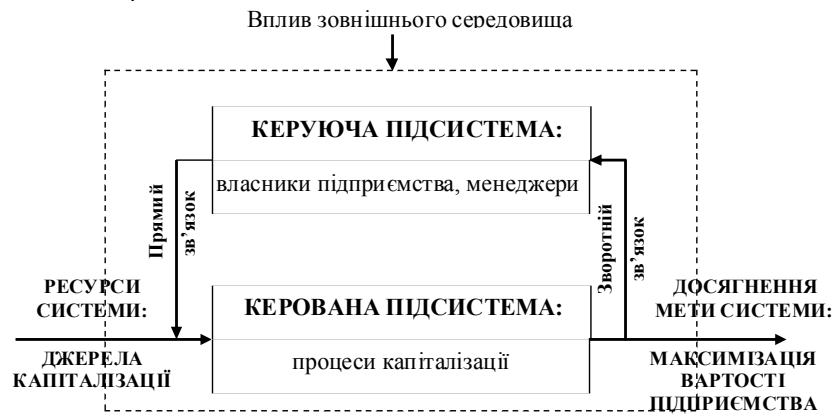 Вплив зовнішнього середовища
КЕРУЮЧА ПІДСИСТЕМА:
власники підприємства, менеджери
Прямий
зв’язок
Зворотній
зв’язок
РЕСУРСИ
СИСТЕМИ:
ДЖЕРЕЛА
КАПІТАЛІЗАЦІЇ
КЕРОВАНА ПІДСИСТЕМА:
процеси капіталізації
ДОСЯГНЕННЯ
МЕТИ СИСТЕМИ:
МАКСИМІЗАЦІЯ
ВАРТОСТІ
ПІДПРИЄМСТВА